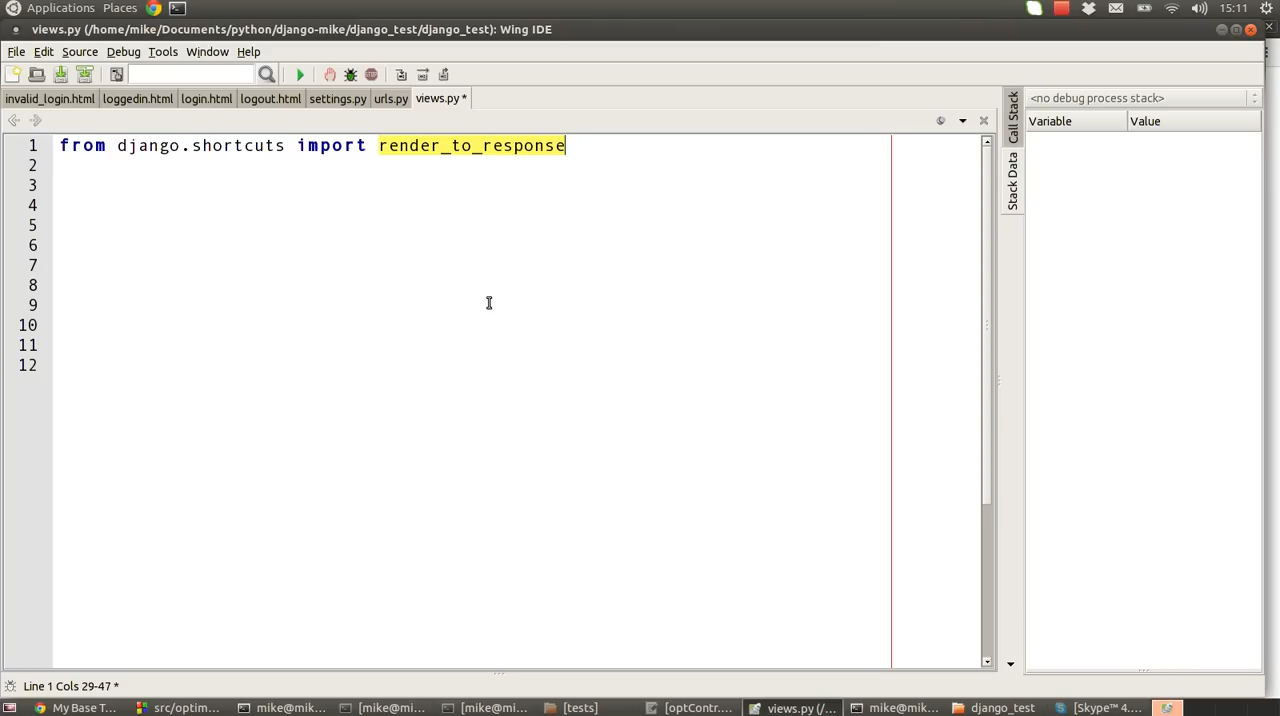 Applications Places 15:11
views.py (/home/mike/Documents/python/django-mike/django_test/django_test): Wing IDE
File Edit Source Debug Tools Window Help
invalid_login.html loggedin.html login.html logout.html settings.py urls.py views.py *
<no debug process stack>
Variable Value
Call Stack
Stack Data
1 from django.shortcuts import render_to_response
2
3
4
5
6
7
8
9
10
11
12
Line 1 Cols 29-47 *
My Base T... src/optim... mike@mik... [mike@mi... [mike@mi... [tests] [optContr... views.py (/... mike@mik... django_test [Skype™ 4....